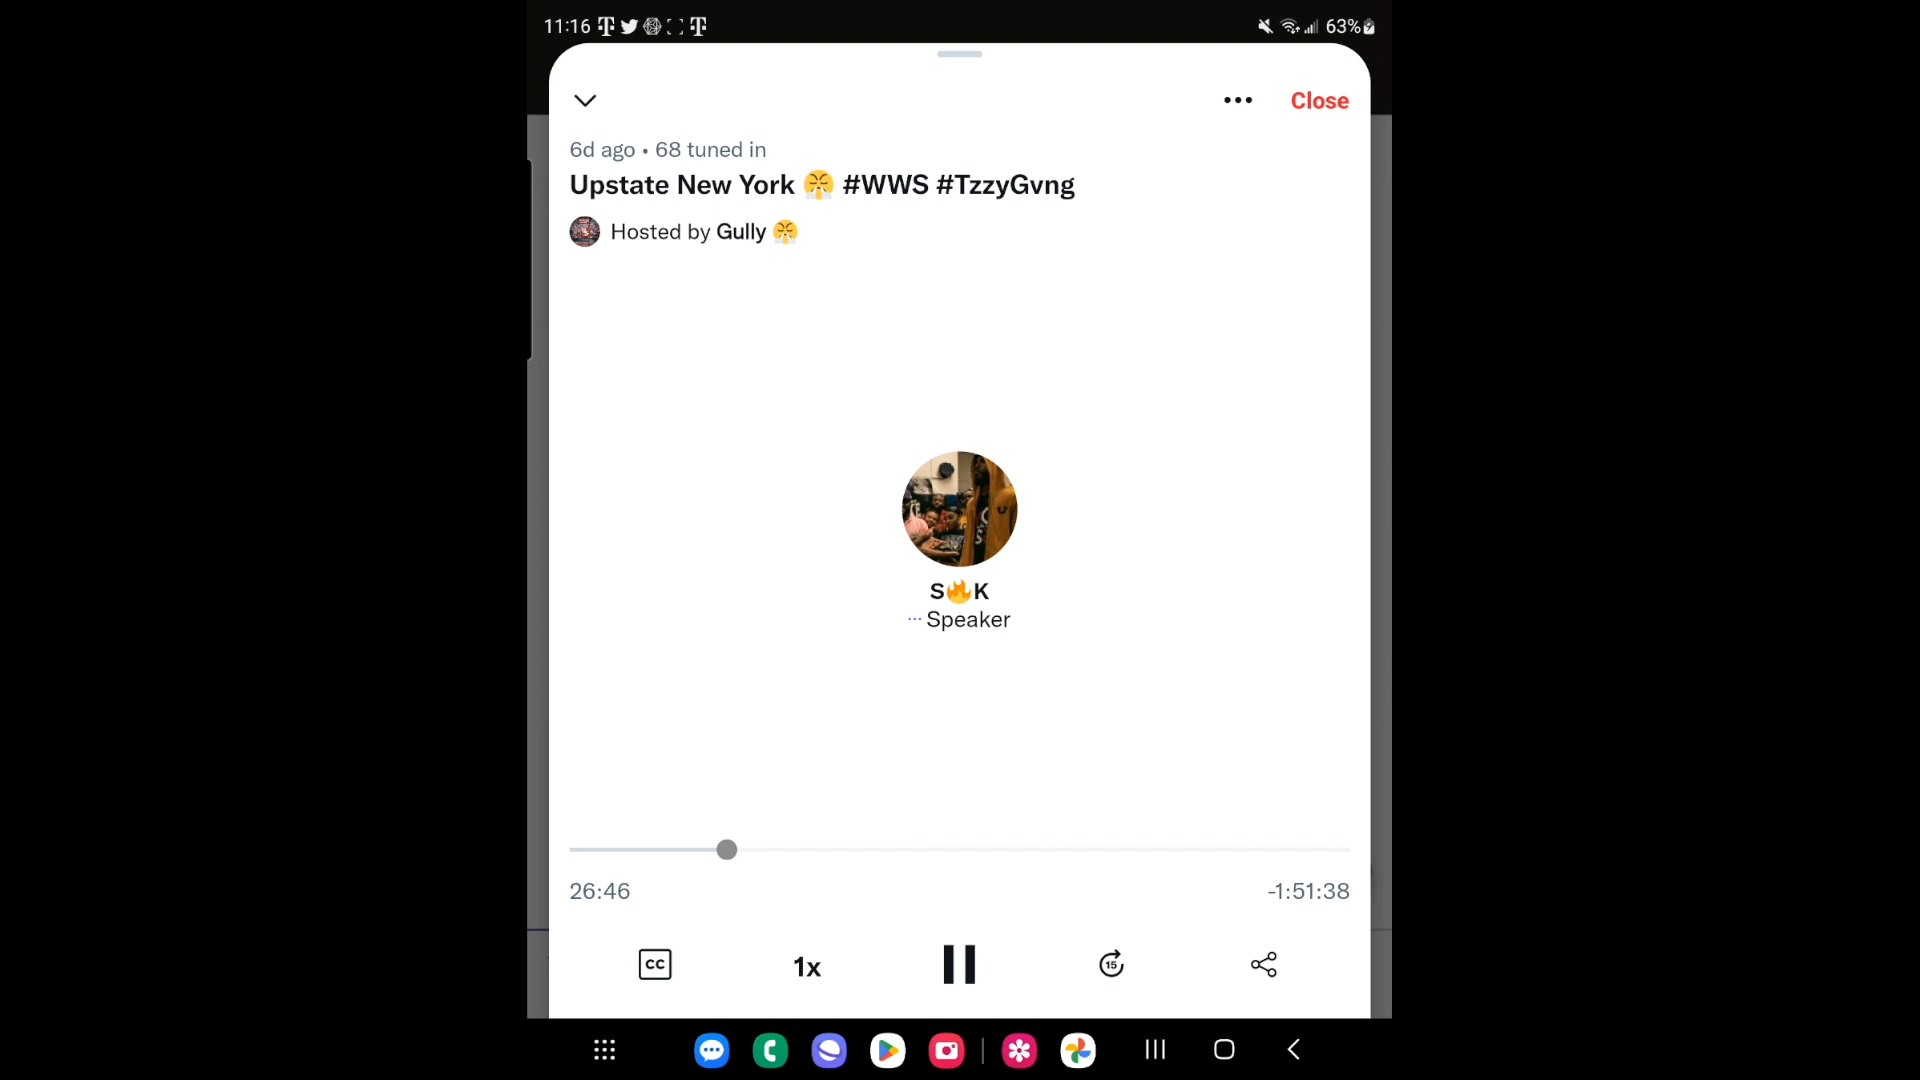 11:16 63%
Close
6d ago • 68 tuned in
Upstate New York 😤 #WWS #TzzyGvng
Hosted by Gully 😤
S🔥K
Speaker
26:46 -1:51:38
CC 1x 15